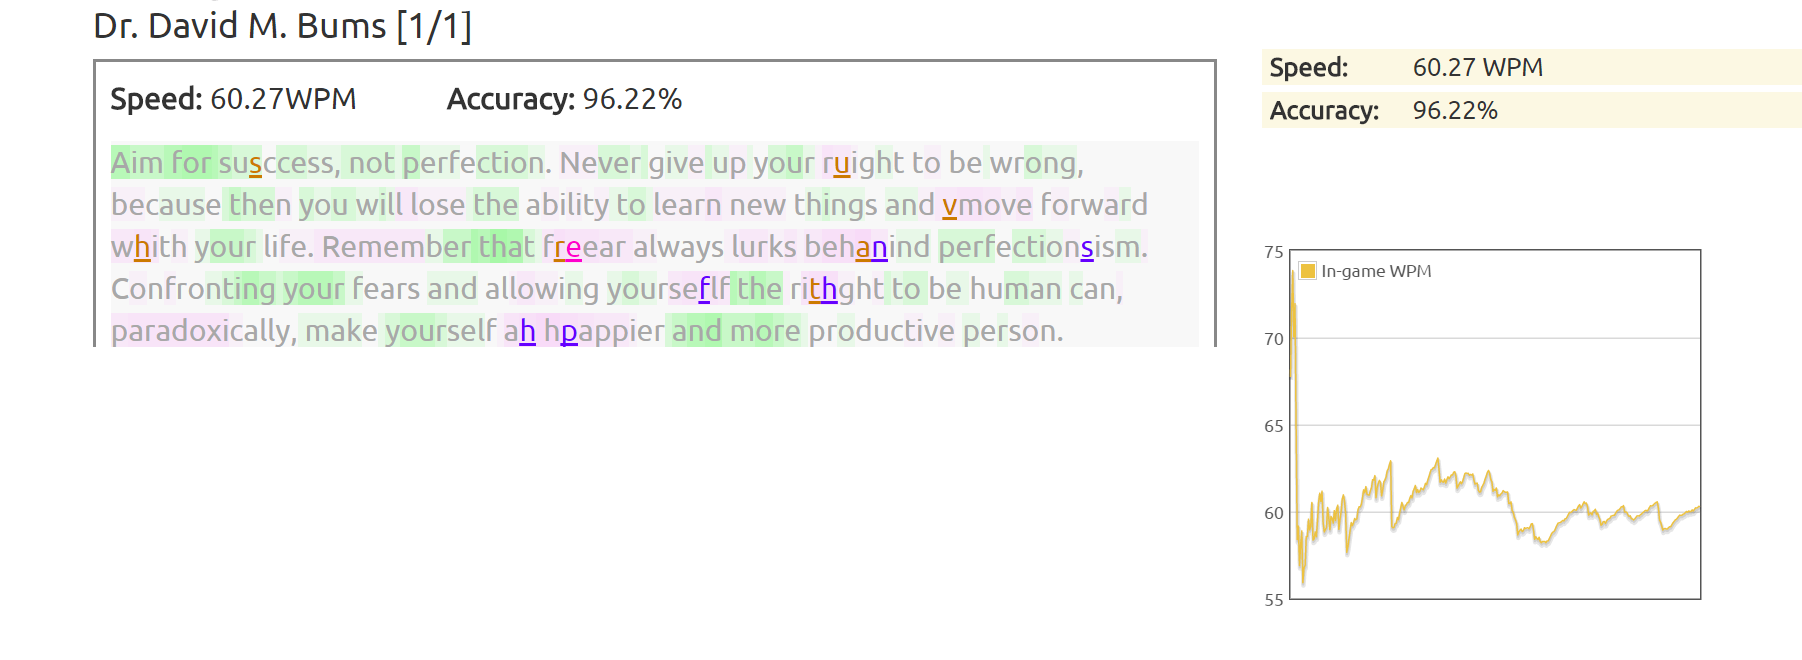 Dr. David M. Bums [1/1]
Speed: 60.27WPM Accuracy: 96.22%
Aim for susccess, not perfection. Never give up your ruight to be wrong,
because then you will lose the ability to learn new things and vmove forward
whith your life. Remember that freear always lurks behanind perfectionsism.
Confronting your fears and allowing yourseflf the rithght to be human can,
paradoxically, make yourself ah hpappier and more productive person.
Speed: 60.27 WPM
Accuracy: 96.22%
75
In-game WPM
70
65
60
55